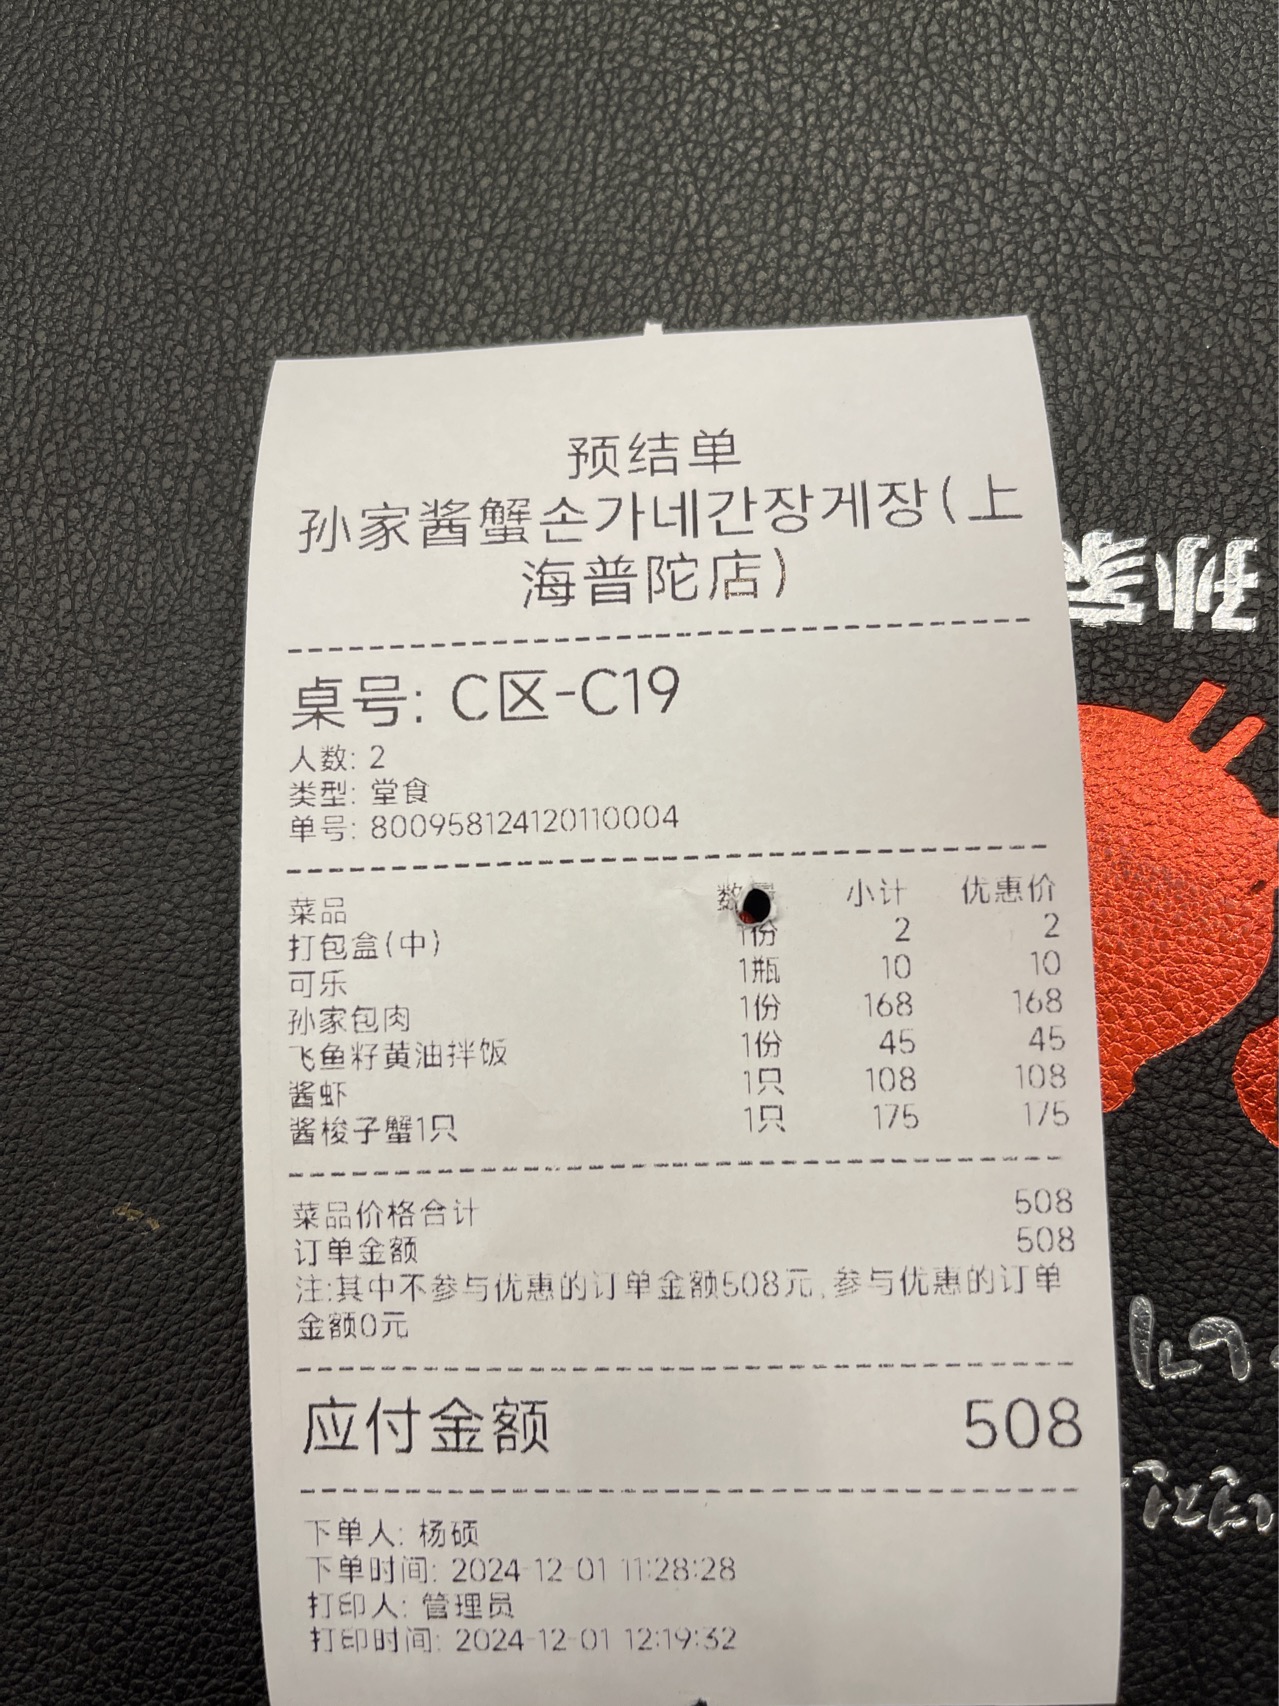 预结单
孙家酱蟹손가네간장게장(上
海普陀店)
桌号: C区-C19
人数: 2
类型: 堂食
单号: 800958124120110004
菜品 数 小计 优惠价
打包盒(中) 1份 2 2
可乐 1瓶 10 10
孙家包肉 1份 168 168
飞鱼籽黄油拌饭 1份 45 45
酱虾 1只 108 108
酱梭子蟹1只 1只 175 175
菜品价格合计 508
订单金额 508
注:其中不参与优惠的订单金额508元,参与优惠的订单
金额0元
应付金额 508
下单人: 杨硕
下单时间: 2024-12-01 11:28:28
打印人: 管理员
打印时间: 2024-12-01 12:19:32
孙家